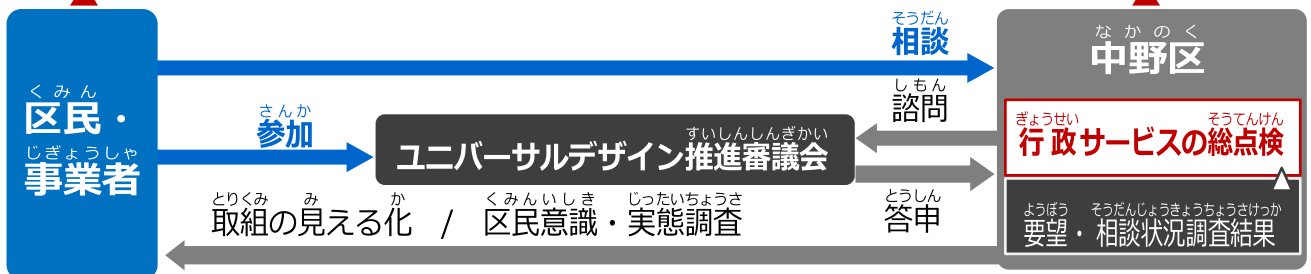 くみん
区民・
じぎょうしゃ
事業者
そうだん
相談
さんか
参加
すいしんしんぎかい
ユニバーサルデザイン推進審議会
しもん
諮問
とうしん
答申
とりくみ み か くみんいしき じったいちょうさ
取組の見える化 / 区民意識・実態調査
なかのく
中野区
ぎょうせい そうてんけん
行政サービスの総点検
ようぼう そうだんじょうきょうちょうさけっか
要望・相談状況調査結果